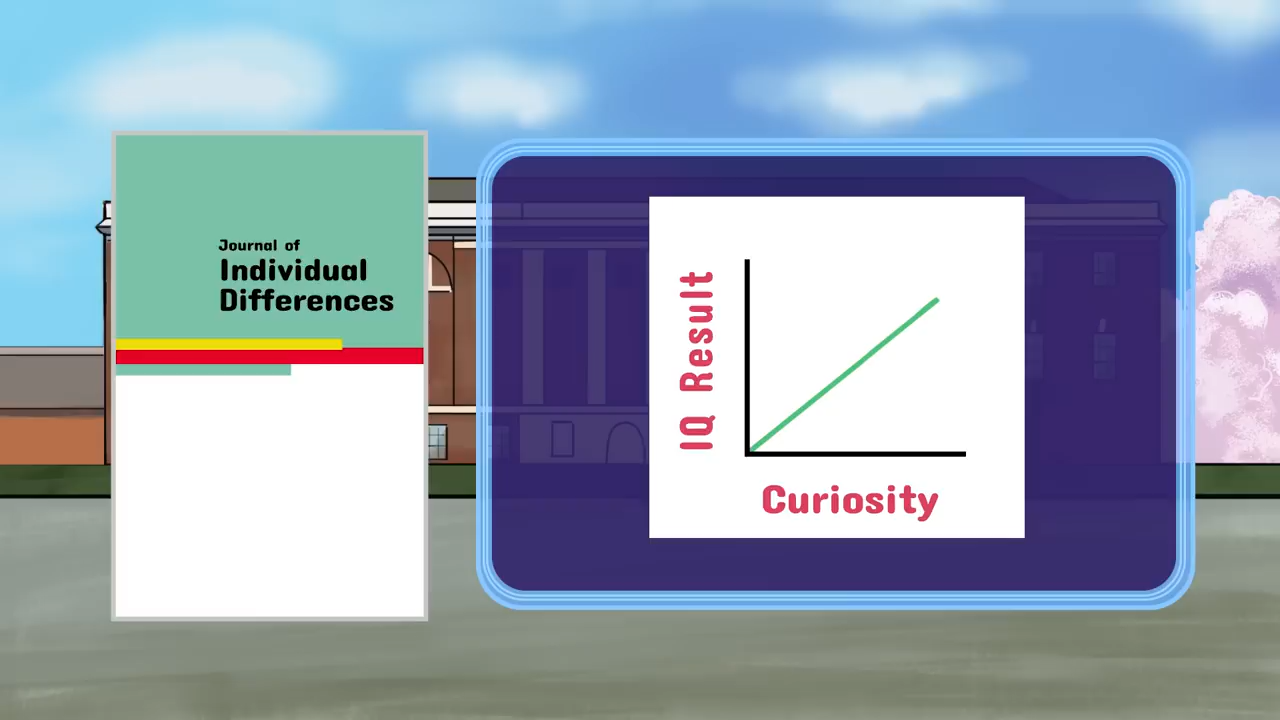 Journal of
Individual
Differences
IQ Result
Curiosity